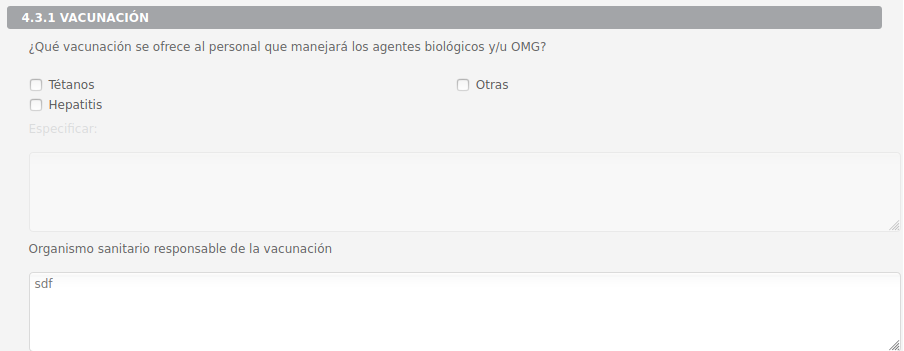 4.3.1 VACUNACIÓN
¿Qué vacunación se ofrece al personal que manejará los agentes biológicos y/u OMG?
Tétanos
Otras
Hepatitis
Especificar:
Organismo sanitario responsable de la vacunación
sdf